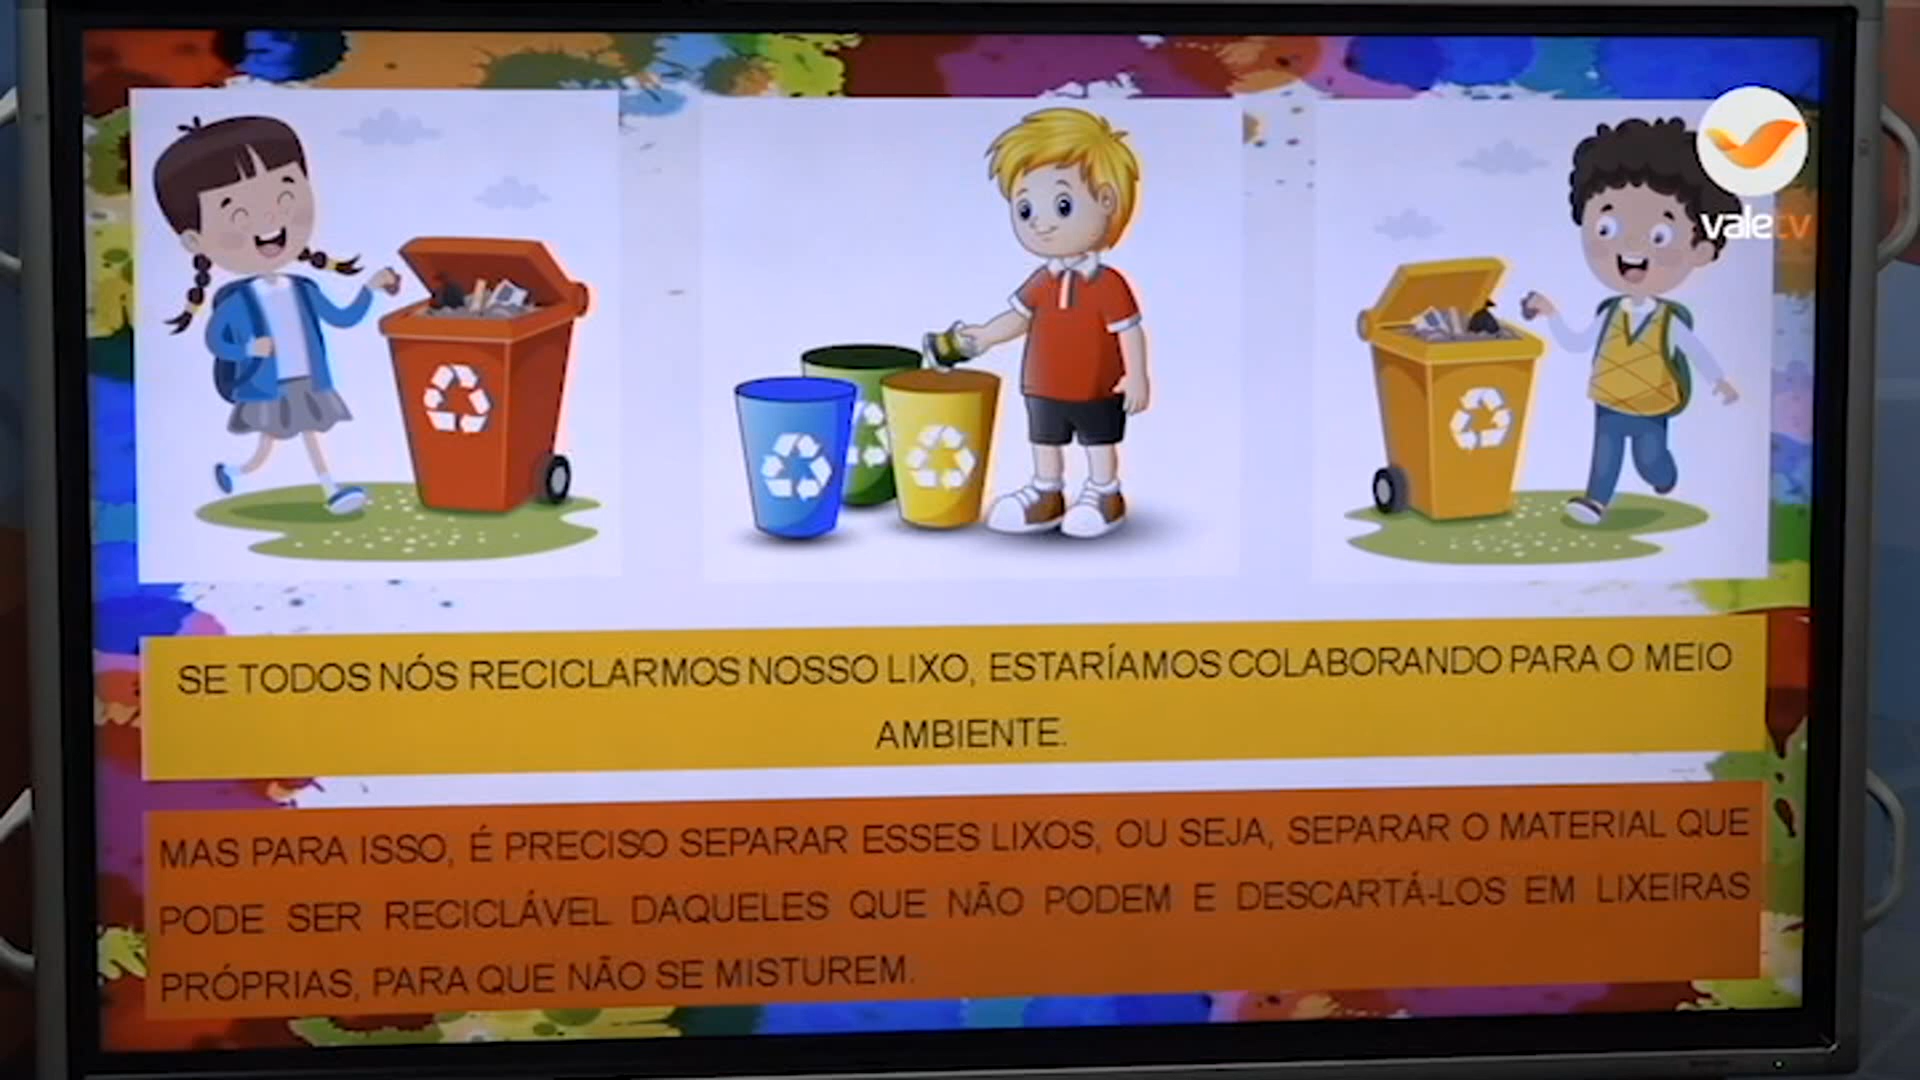 valetv
SE TODOS NÓS RECICLARMOS NOSSO LIXO, ESTARÍAMOS COLABORANDO PARA O MEIO
AMBIENTE.
MAS PARA ISSO, É PRECISO SEPARAR ESSES LIXOS, OU SEJA, SEPARAR O MATERIAL QUE
PODE SER RECICLÁVEL DAQUELES QUE NÃO PODEM E DESCARTÁ-LOS EM LIXEIRAS
PRÓPRIAS, PARA QUE NÃO SE MISTUREM.